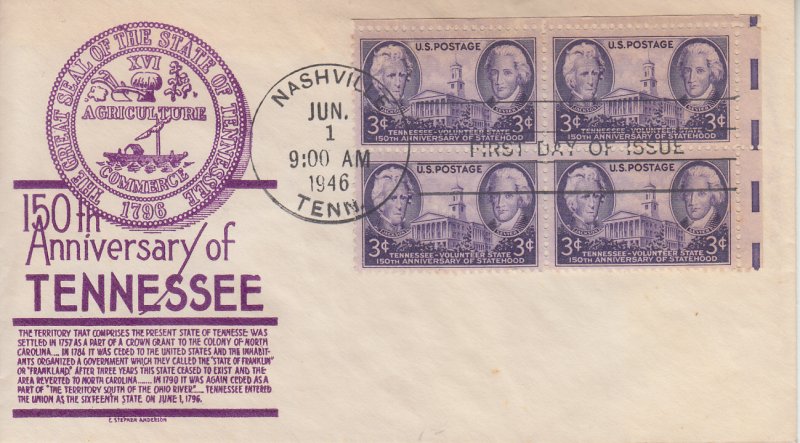 THE GREAT SEAL OF THE STATE OF TENNESSEE
XVI
AGRICULTURE
COMMERCE
1796
150th
Anniversary of
TENNESSEE
THE TERRITORY THAT COMPRISES THE PRESENT STATE OF TENNESSEE WAS
SETTLED IN 1757 AS A PART OF A CROWN GRANT TO THE COLONY OF NORTH
CAROLINA.... IN 1784 IT WAS CEDED TO THE UNITED STATES AND THE INHABIT-
ANTS ORGANIZED A GOVERNMENT WHICH THEY CALLED THE "STATE OF FRANKLIN"
OR "FRANKLAND." AFTER THREE YEARS THIS STATE CEASED TO EXIST AND THE
AREA REVERTED TO NORTH CAROLINA...... IN 1790 IT WAS AGAIN CEDED AS A
PART OF "THE TERRITORY SOUTH OF THE OHIO RIVER".... TENNESSEE ENTERED
THE UNION AS THE SIXTEENTH STATE ON JUNE 1, 1796.
C. STEPHEN ANDERSON
NASHVILLE
JUN.
1
9:00 AM
1946
TENN.
FIRST DAY OF ISSUE
U.S. POSTAGE
SEVIER
3¢ 3¢
TENNESSEE-VOLUNTEER STATE
150TH ANNIVERSARY OF STATEHOOD
U.S. POSTAGE
SEVIER
3¢ 3¢
TENNESSEE-VOLUNTEER STATE
150TH ANNIVERSARY OF STATEHOOD
U.S. POSTAGE
SEVIER
3¢ 3¢
TENNESSEE-VOLUNTEER STATE
150TH ANNIVERSARY OF STATEHOOD
U.S. POSTAGE
SEVIER
3¢ 3¢
TENNESSEE-VOLUNTEER STATE
150TH ANNIVERSARY OF STATEHOOD